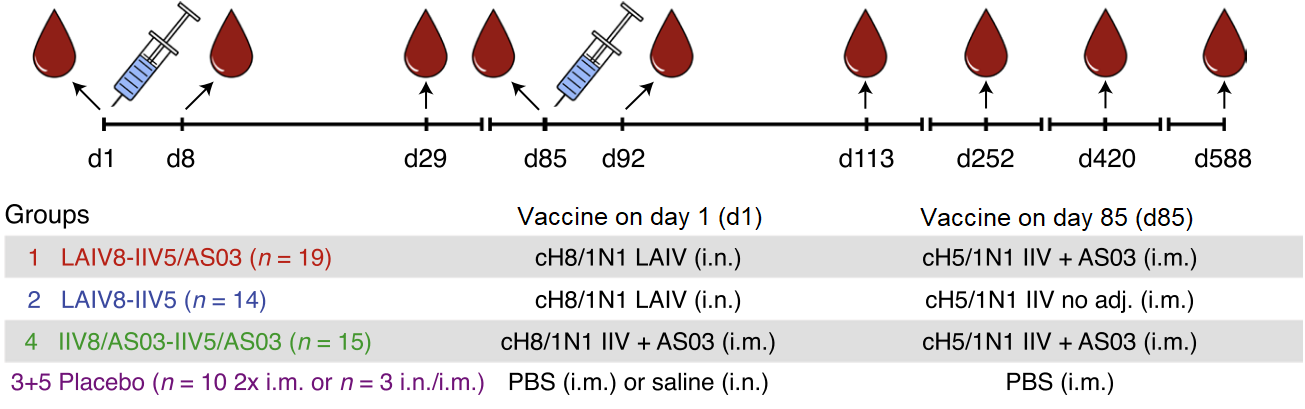 d1 d8 d29 d85 d92 d113 d252 d420 d588
Groups Vaccine on day 1 (d1) Vaccine on day 85 (d85)
1 LAIV8-IIV5/AS03 (n = 19) cH8/1N1 LAIV (i.n.) cH5/1N1 IIV + AS03 (i.m.)
2 LAIV8-IIV5 (n = 14) cH8/1N1 LAIV (i.n.) cH5/1N1 IIV no adj. (i.m.)
4 IIV8/AS03-IIV5/AS03 (n = 15) cH8/1N1 IIV + AS03 (i.m.) cH5/1N1 IIV + AS03 (i.m.)
3+5 Placebo (n = 10 2x i.m. or n = 3 i.n./i.m.) PBS (i.m.) or saline (i.n.) PBS (i.m.)